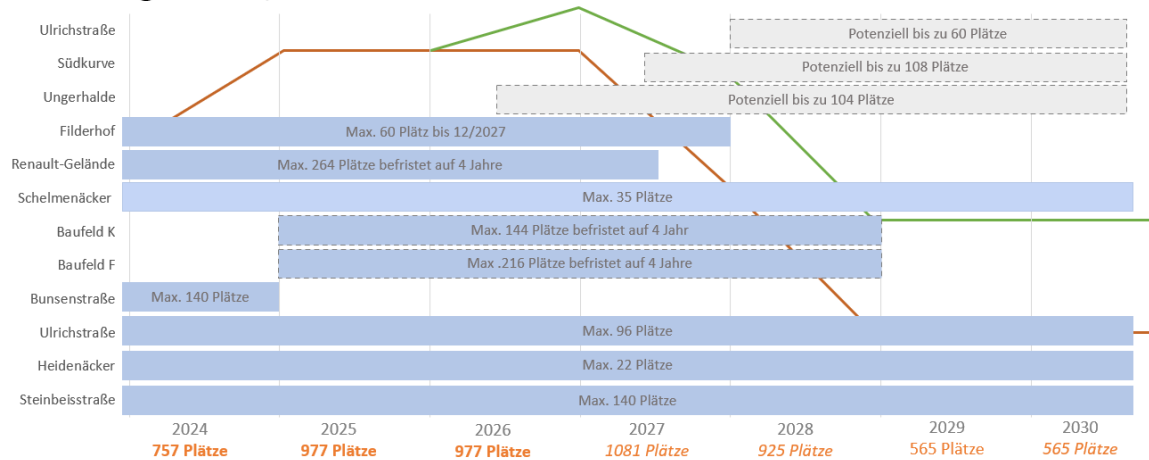 Ulrichstraße Potenziell bis zu 60 Plätze
Südkurve Potenziell bis zu 108 Plätze
Ungerhalde Potenziell bis zu 104 Plätze
Filderhof Max. 60 Plätz bis 12/2027
Renault-Gelände Max. 264 Plätze befristet auf 4 Jahre
Schelmenäcker Max. 35 Plätze
Baufeld K Max. 144 Plätze befristet auf 4 Jahr
Baufeld F Max .216 Plätze befristet auf 4 Jahre
Bunsenstraße Max. 140 Plätze
Ulrichstraße Max. 96 Plätze
Heidenäcker Max. 22 Plätze
Steinbeisstraße Max. 140 Plätze
2024 2025 2026 2027 2028 2029 2030
757 Plätze 977 Plätze 977 Plätze 1081 Plätze 925 Plätze 565 Plätze 565 Plätze